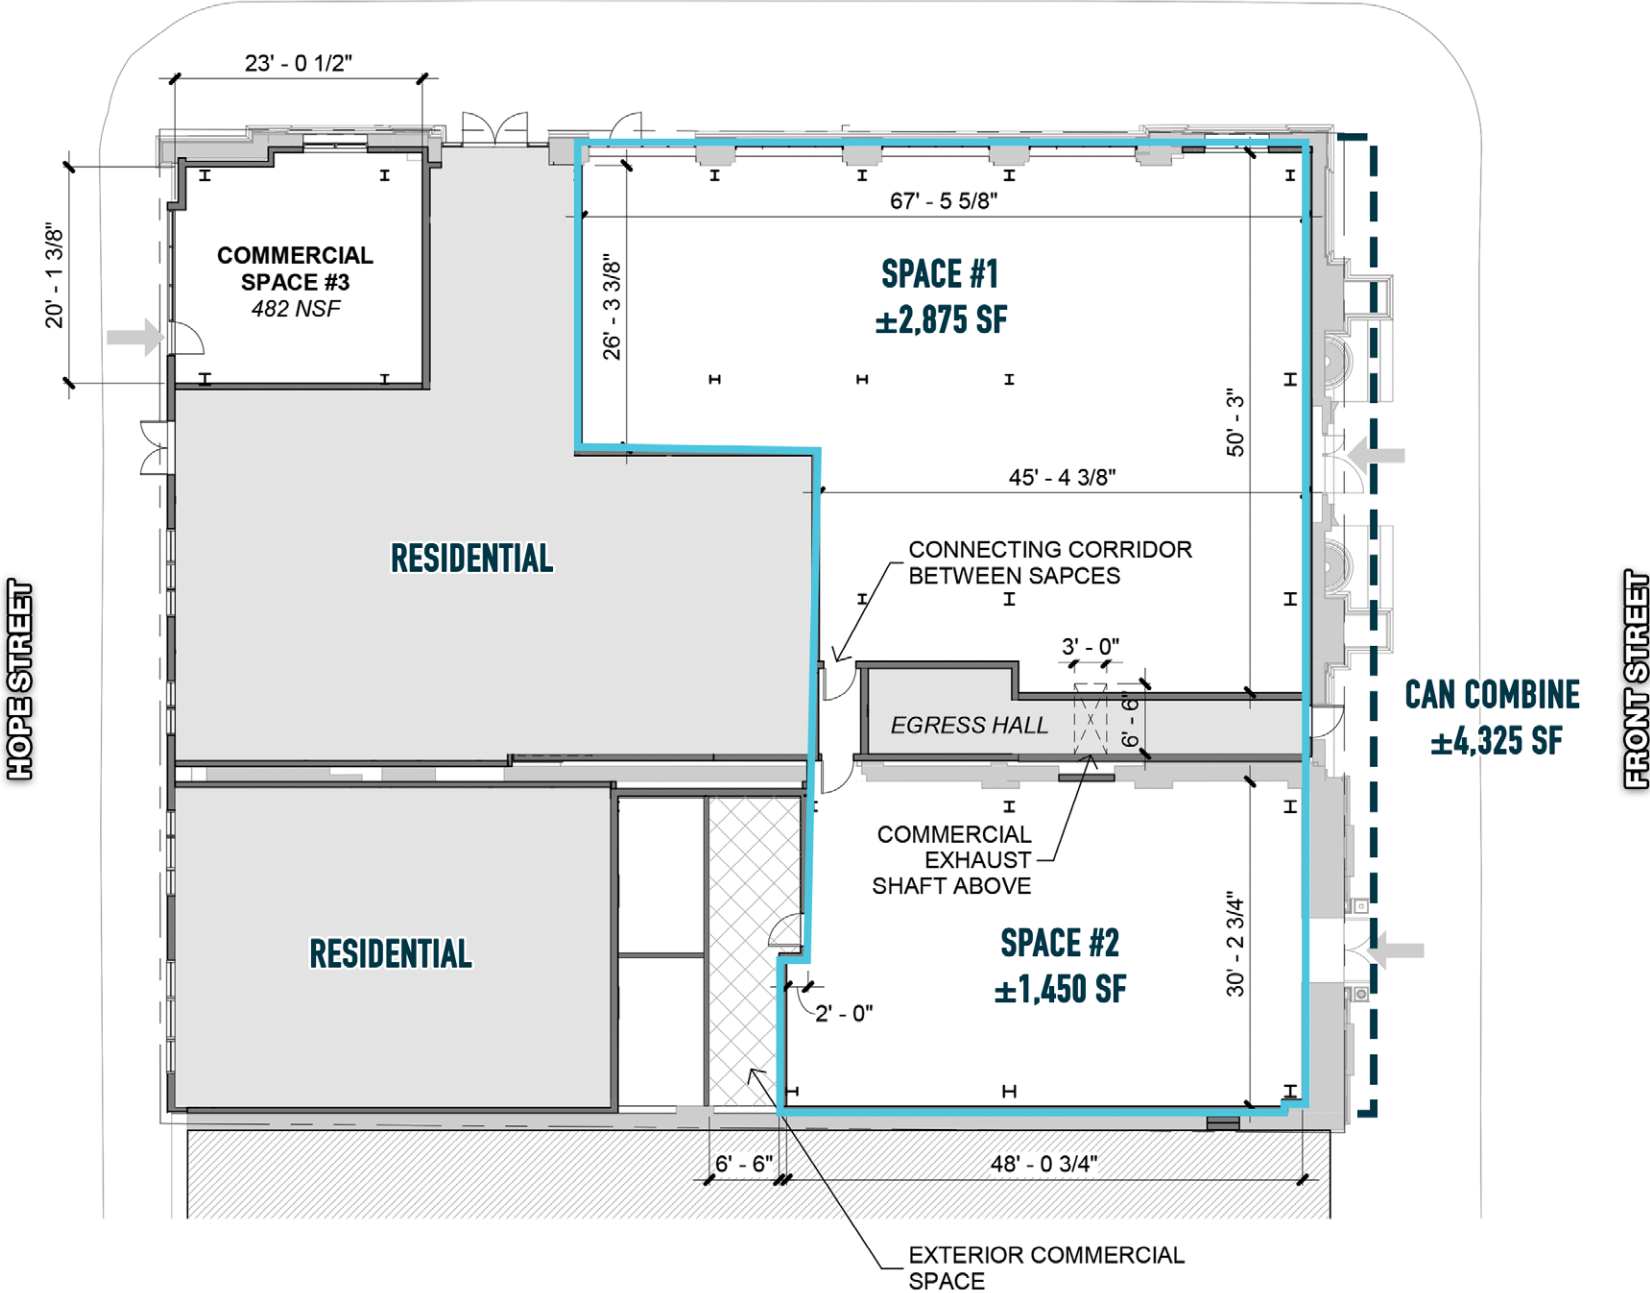 23' - 0 1/2"
20' - 1 3/8"
COMMERCIAL
SPACE #3
482 NSF
67' - 5 5/8"
26' - 3 3/8"
SPACE #1
±2,875 SF
50' - 3"
45' - 4 3/8"
CONNECTING CORRIDOR
BETWEEN SAPCES
RESIDENTIAL
HOPE STREET
FRONT STREET
3' - 0"
6' - 6"
EGRESS HALL
CAN COMBINE
±4,325 SF
COMMERCIAL
EXHAUST
SHAFT ABOVE
RESIDENTIAL
SPACE #2
±1,450 SF
30' - 2 3/4"
2' - 0"
6' - 6"
48' - 0 3/4"
EXTERIOR COMMERCIAL
SPACE